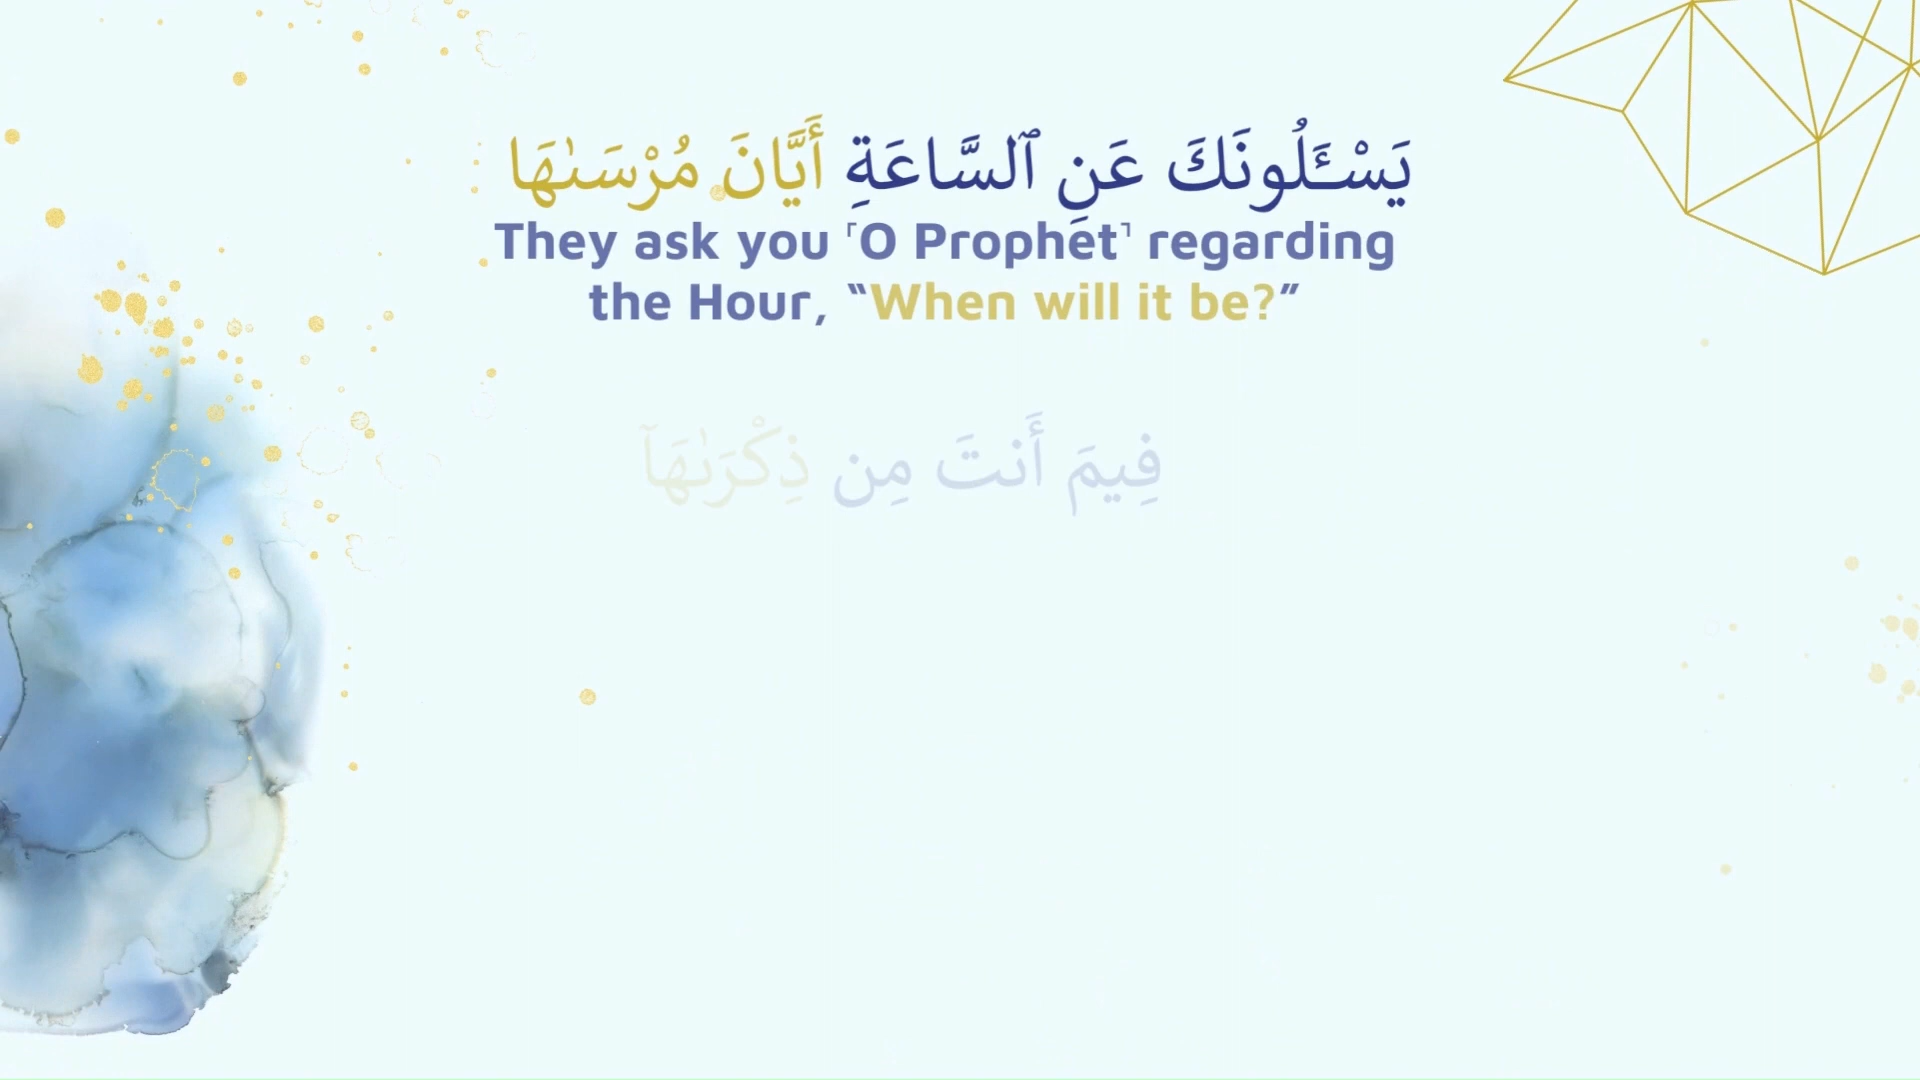 يَسْـَٔلُونَكَ عَنِ ٱلسَّاعَةِ أَيَّانَ مُرْسَىٰهَا
They ask you ⸢O Prophet⸣ regarding
the Hour, “When will it be?”
فِيمَ أَنتَ مِن ذِكْرَىٰهَآ